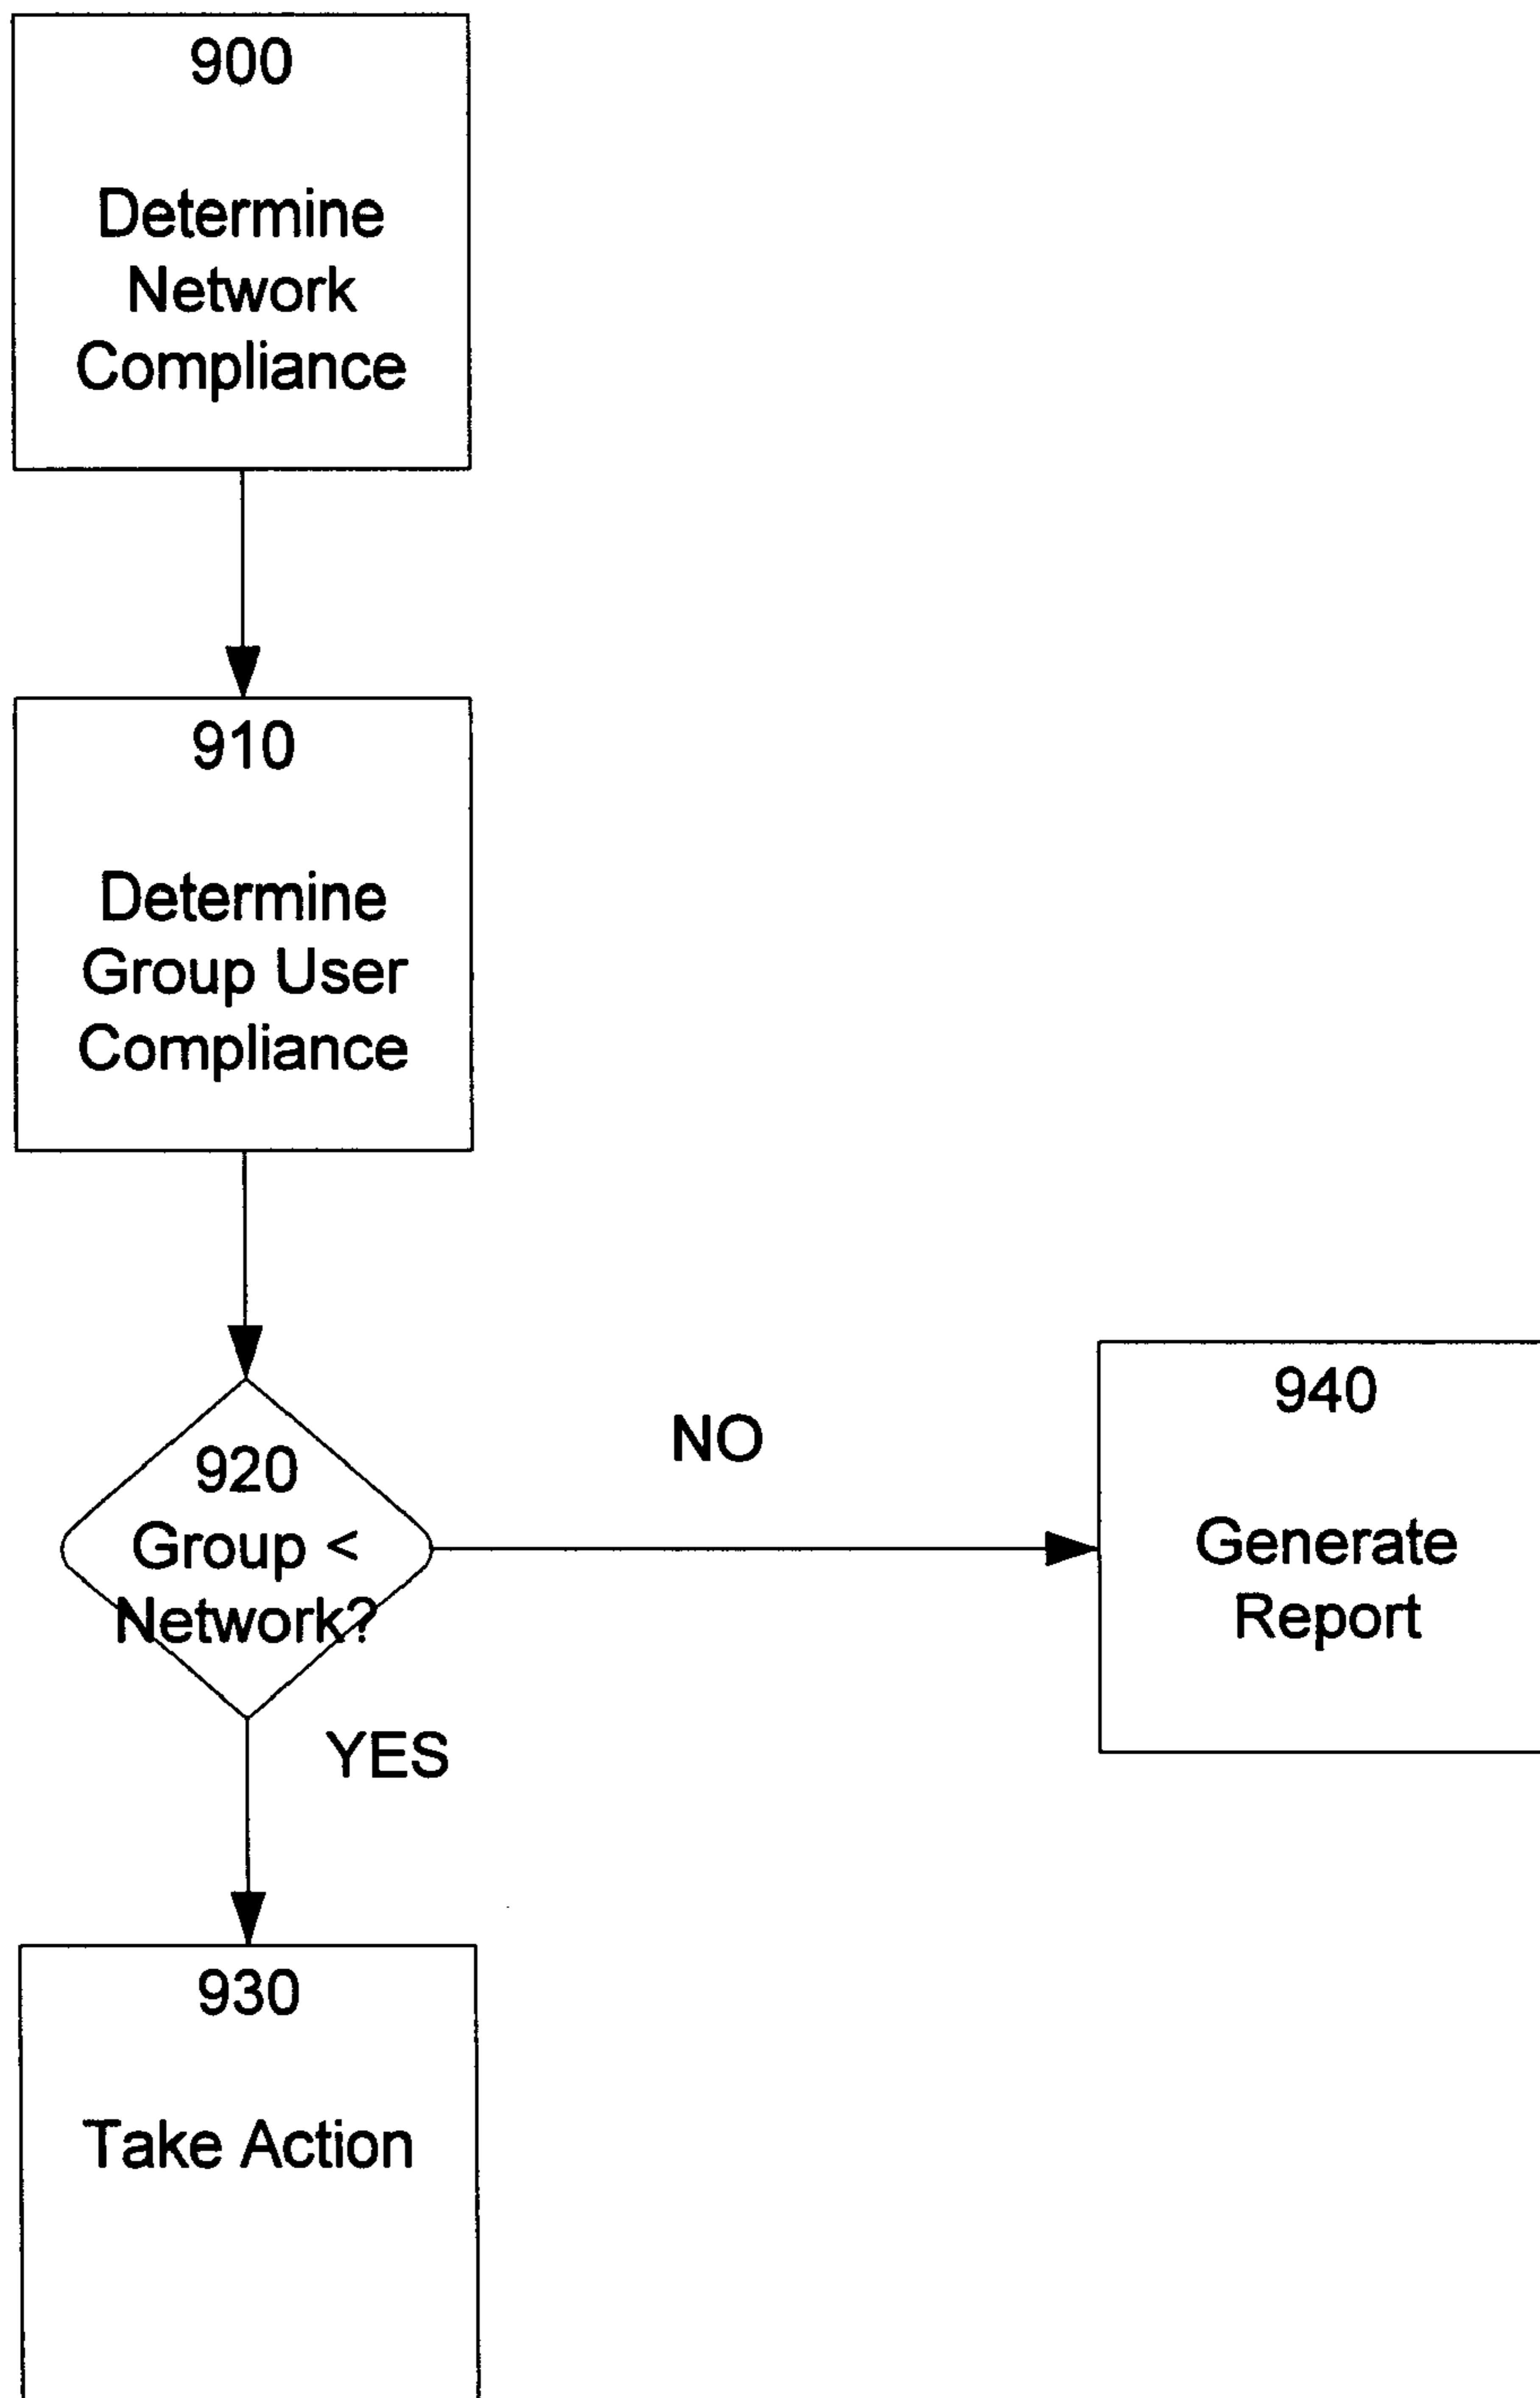 900
Determine
Network
Compliance
910
Determine
Group User
Compliance
920
Group <
Network?
NO
940
Generate
Report
YES
930
Take Action